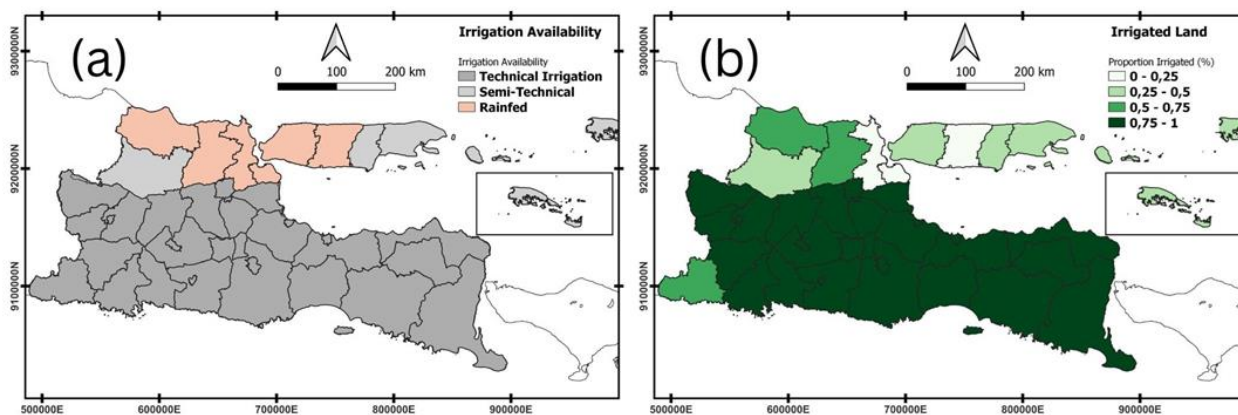 (a)
Irrigation Availability
Irrigation Availability
Technical Irrigation
Semi-Technical
Rainfed
0 100 200 km
9300000N
9200000N
9100000N
500000E 600000E 700000E 800000E 900000E
(b)
Irrigated Land
Proportion Irrigated (%)
0 - 0,25
0,25 - 0,5
0,5 - 0,75
0,75 - 1
0 100 200 km
9300000N
9200000N
9100000N
500000E 600000E 700000E 800000E 900000E